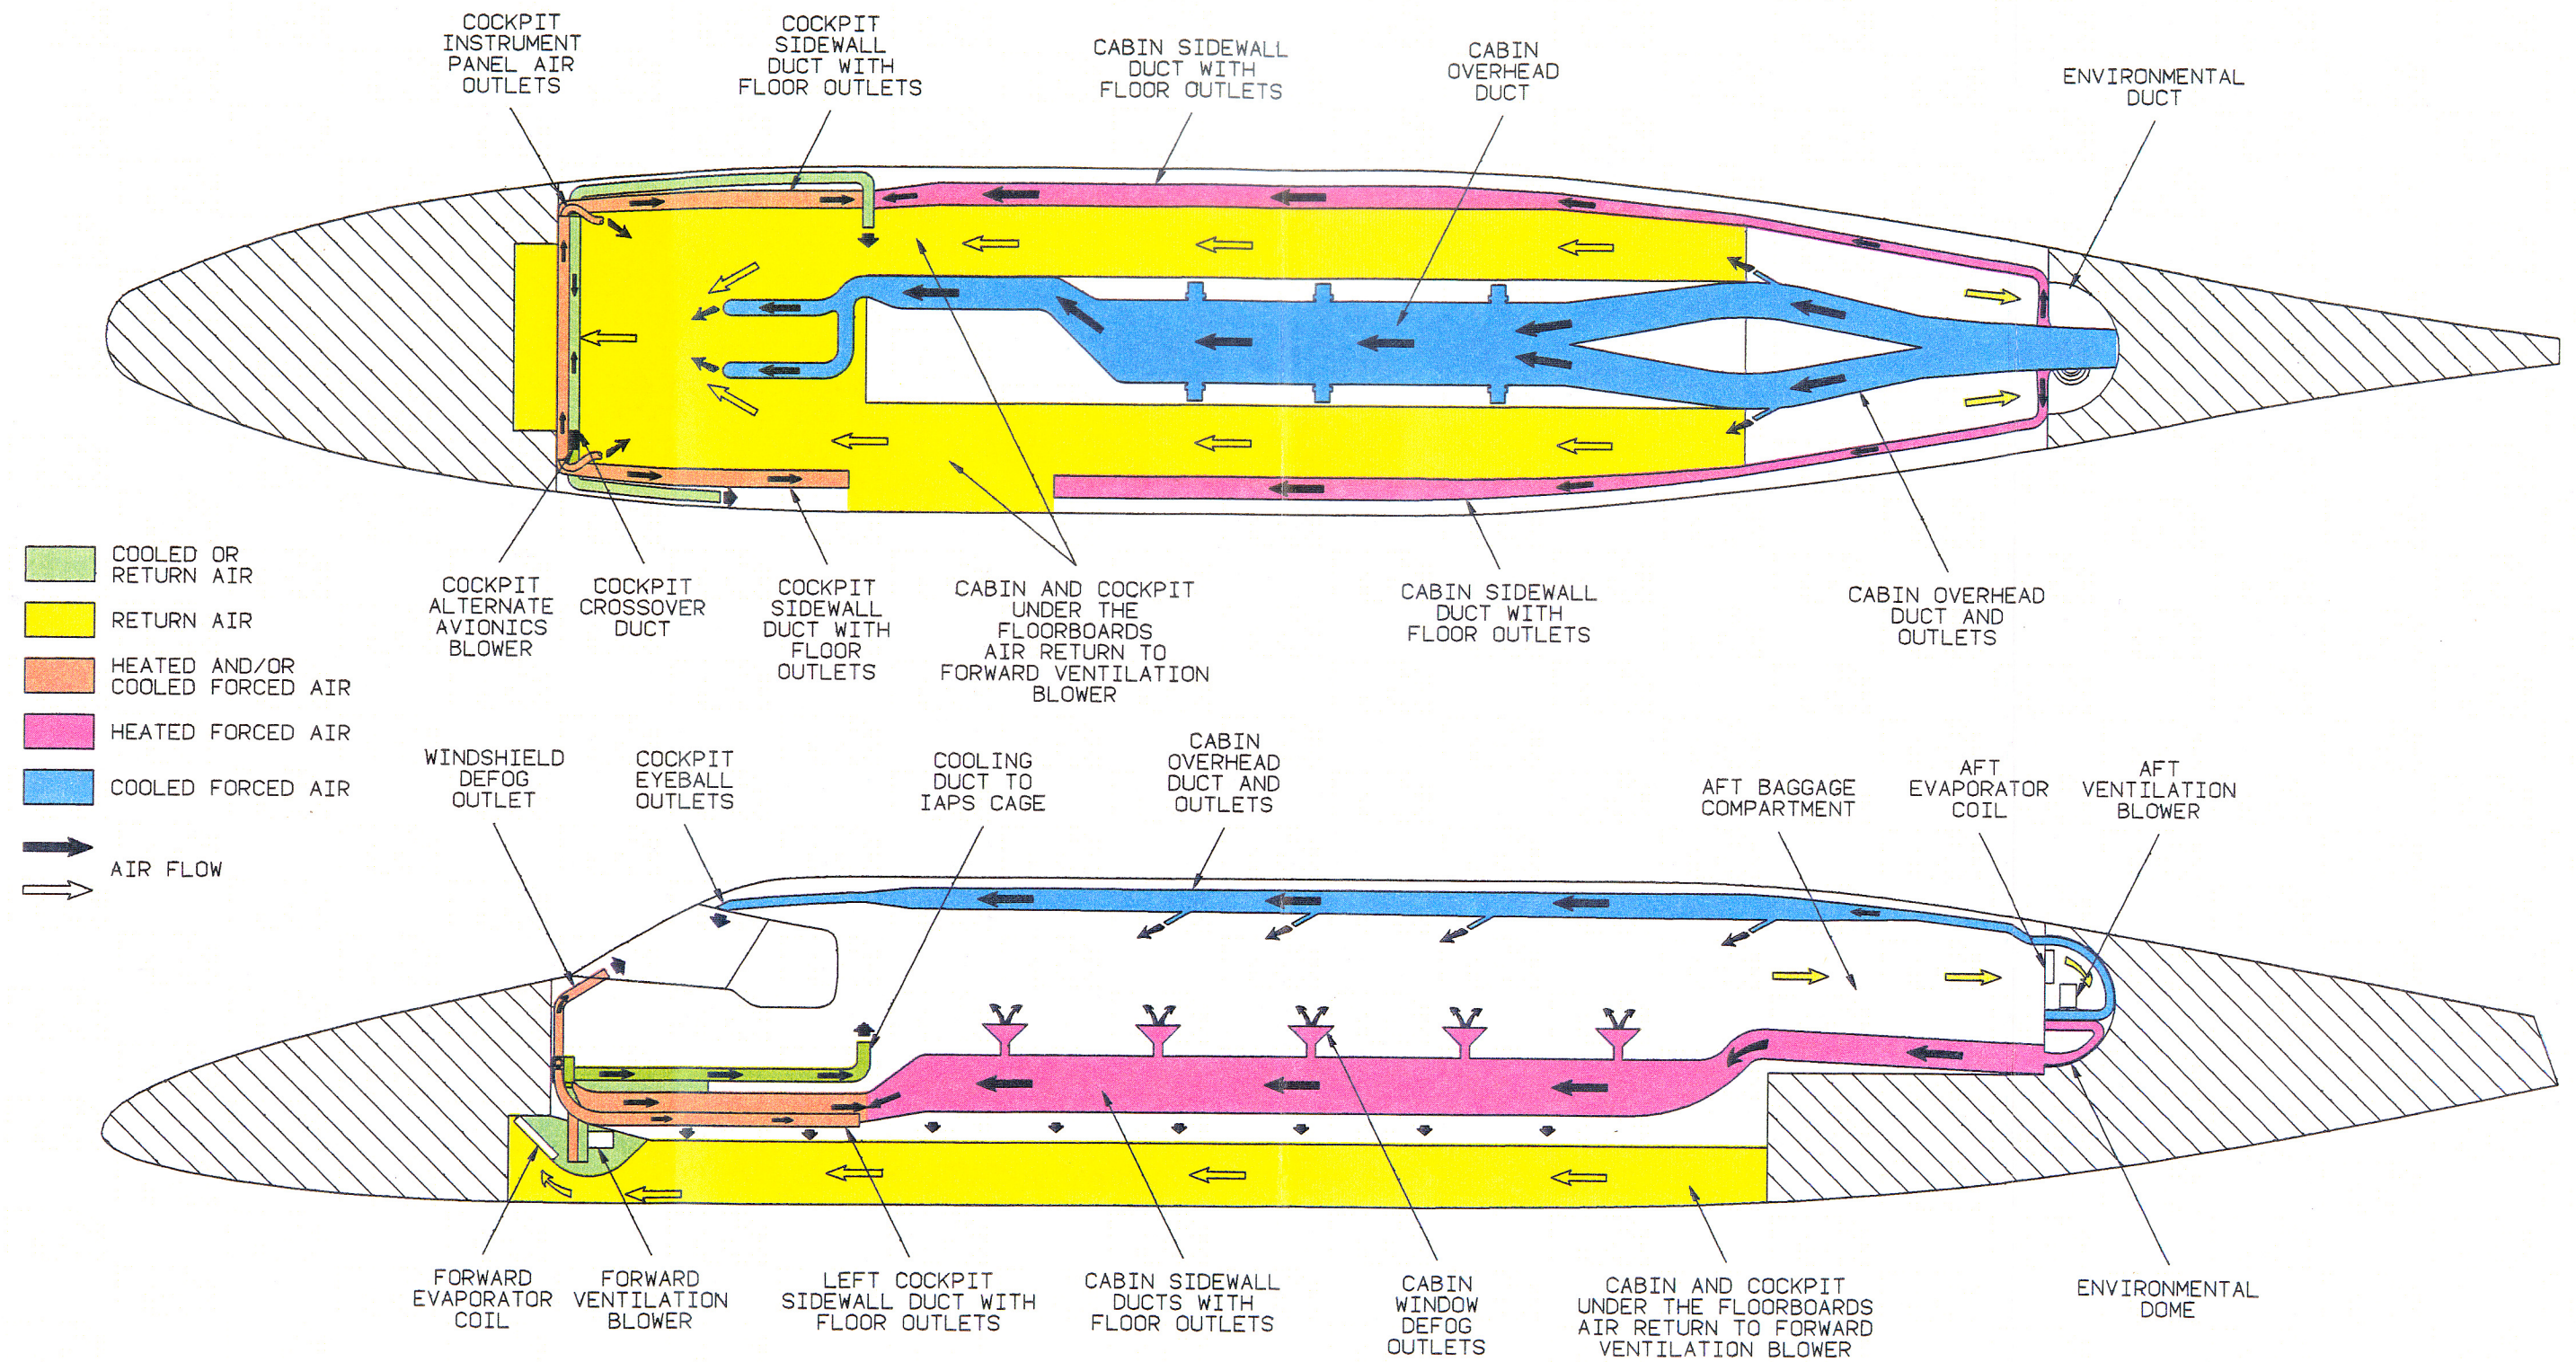 COCKPIT
INSTRUMENT
PANEL AIR
OUTLETS
COCKPIT
SIDEWALL
DUCT WITH
FLOOR OUTLETS
CABIN SIDEWALL
DUCT WITH
FLOOR OUTLETS
CABIN
OVERHEAD
DUCT
ENVIRONMENTAL
DUCT
COOLED OR
RETURN AIR
RETURN AIR
HEATED AND/OR
COOLED FORCED AIR
HEATED FORCED AIR
COOLED FORCED AIR
AIR FLOW
COCKPIT
ALTERNATE
AVIONICS
BLOWER
COCKPIT
CROSSOVER
DUCT
COCKPIT
SIDEWALL
DUCT WITH
FLOOR
OUTLETS
CABIN AND COCKPIT
UNDER THE
FLOORBOARDS
AIR RETURN TO
FORWARD VENTILATION
BLOWER
CABIN SIDEWALL
DUCT WITH
FLOOR OUTLETS
CABIN OVERHEAD
DUCT AND
OUTLETS
WINDSHIELD
DEFOG
OUTLET
COCKPIT
EYEBALL
OUTLETS
COOLING
DUCT TO
IAPS CAGE
CABIN
OVERHEAD
DUCT AND
OUTLETS
AFT BAGGAGE
COMPARTMENT
AFT
EVAPORATOR
COIL
AFT
VENTILATION
BLOWER
FORWARD
EVAPORATOR
COIL
FORWARD
VENTILATION
BLOWER
LEFT COCKPIT
SIDEWALL DUCT WITH
FLOOR OUTLETS
CABIN SIDEWALL
DUCTS WITH
FLOOR OUTLETS
CABIN
WINDOW
DEFOG
OUTLETS
CABIN AND COCKPIT
UNDER THE FLOORBOARDS
AIR RETURN TO FORWARD
VENTILATION BLOWER
ENVIRONMENTAL
DOME